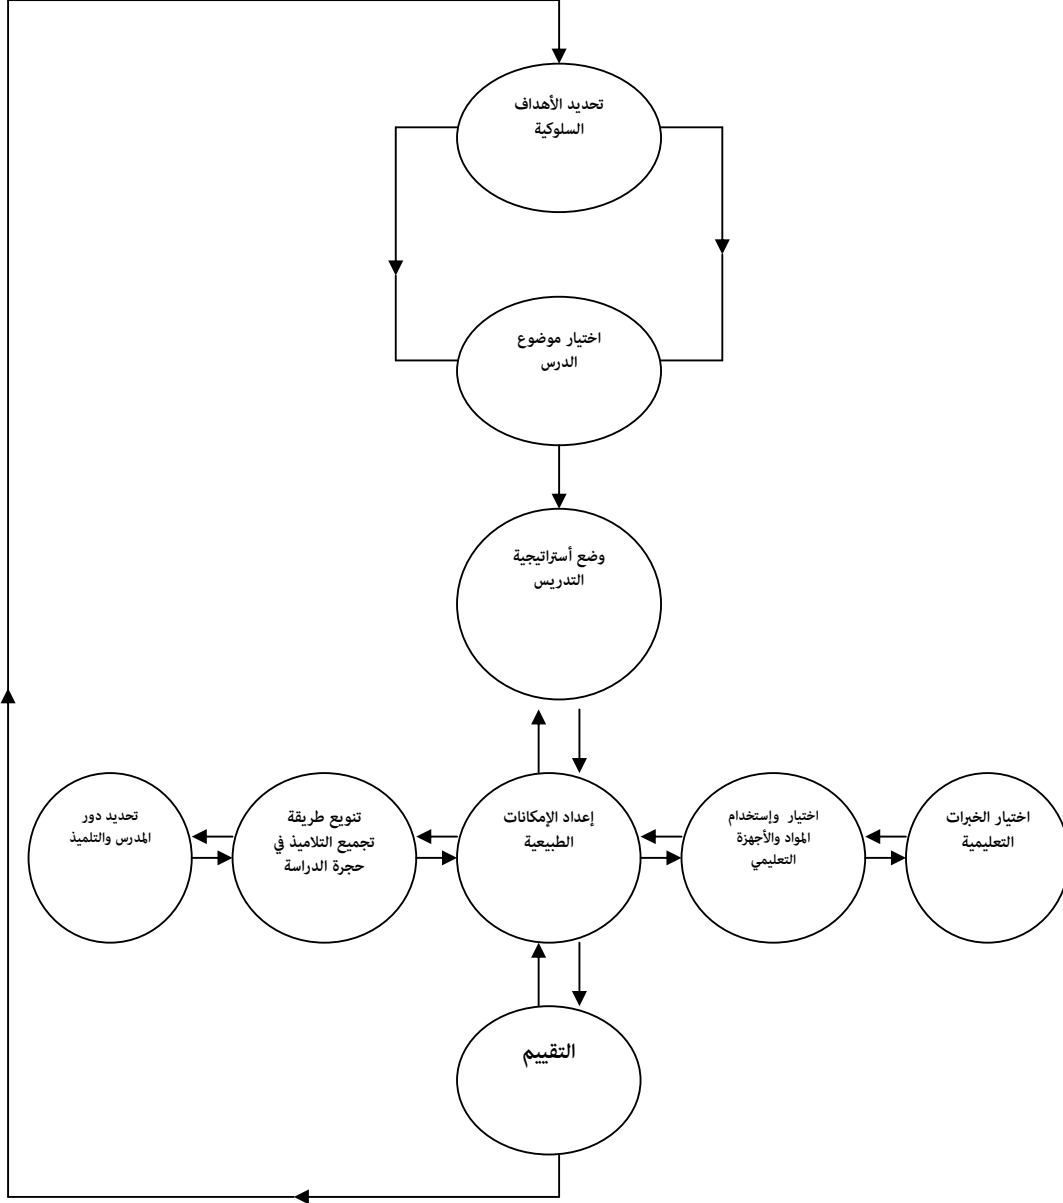 تحديد الأهداف
السلوكية
اختيار موضوع
الدرس
وضع أستراتيجية
التدريس
اختيار الخبرات
التعليمية
اختيار وإستخدام
المواد والأجهزة
التعليمي
إعداد الإمكانات
الطبيعية
تنويع طريقة
تجميع التلاميذ في
حجرة الدراسة
تحديد دور
المدرس والتلميذ
التقييم